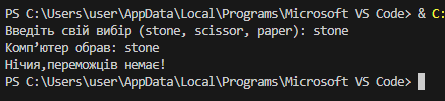 PS C:\Users\user\AppData\Local\Programs\Microsoft VS Code> & C:
Введіть свій вибір (stone, scissor, paper): stone
Комп’ютер обрав: stone
Нічия,переможців немає!
PS C:\Users\user\AppData\Local\Programs\Microsoft VS Code>